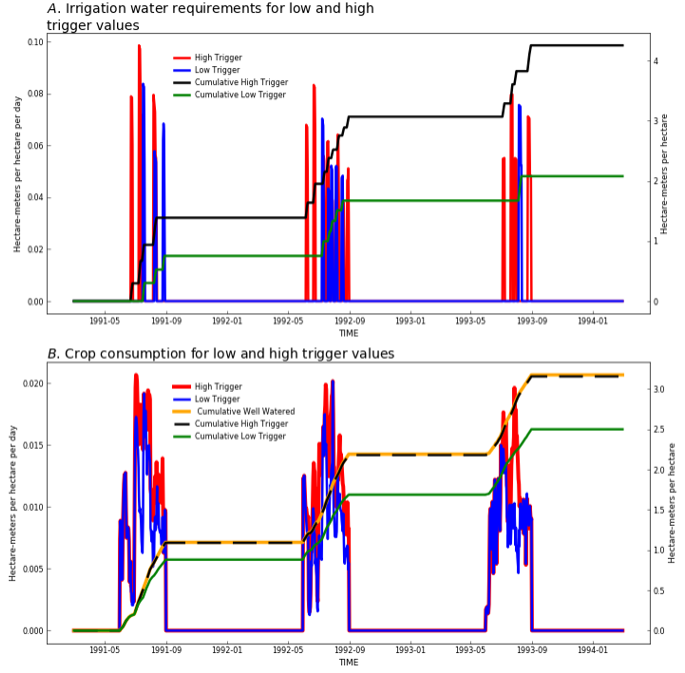 A. Irrigation water requirements for low and high
trigger values
0.10
0.08
0.06
0.04
0.02
0.00
Hectare-meters per hectare per day
High Trigger
Low Trigger
Cumulative High Trigger
Cumulative Low Trigger
4
3
2
1
0
Hectare-meters per hectare
1991-05 1991-09 1992-01 1992-05 1992-09 1993-01 1993-05 1993-09 1994-01
TIME
B. Crop consumption for low and high trigger values
0.020
0.015
0.010
0.005
0.000
Hectare-meters per hectare per day
High Trigger
Low Trigger
Cumulative Well Watered
Cumulative High Trigger
Cumulative Low Trigger
3.0
2.5
2.0
1.5
1.0
0.5
0.0
Hectare-meters per hectare
1991-05 1991-09 1992-01 1992-05 1992-09 1993-01 1993-05 1993-09 1994-01
TIME